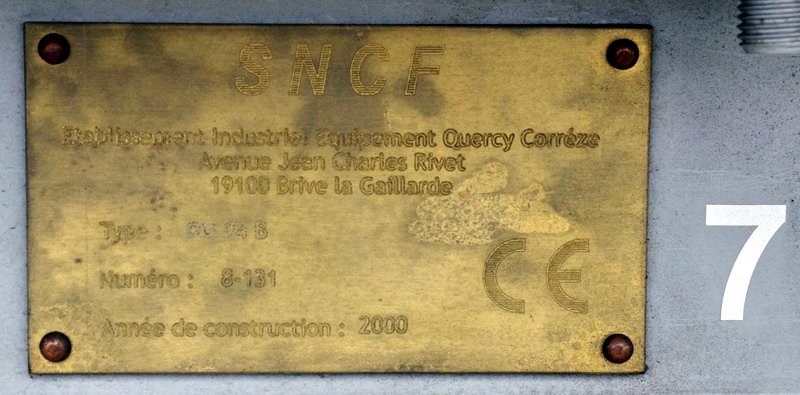 SNCF
Etablissement Industriel Equipement Quercy Corrèze
Avenue Jean Charles Rivet
19100 Brive la Gaillarde
Type : B
Numéro : 8-131
CE
Année de construction : 2000
7